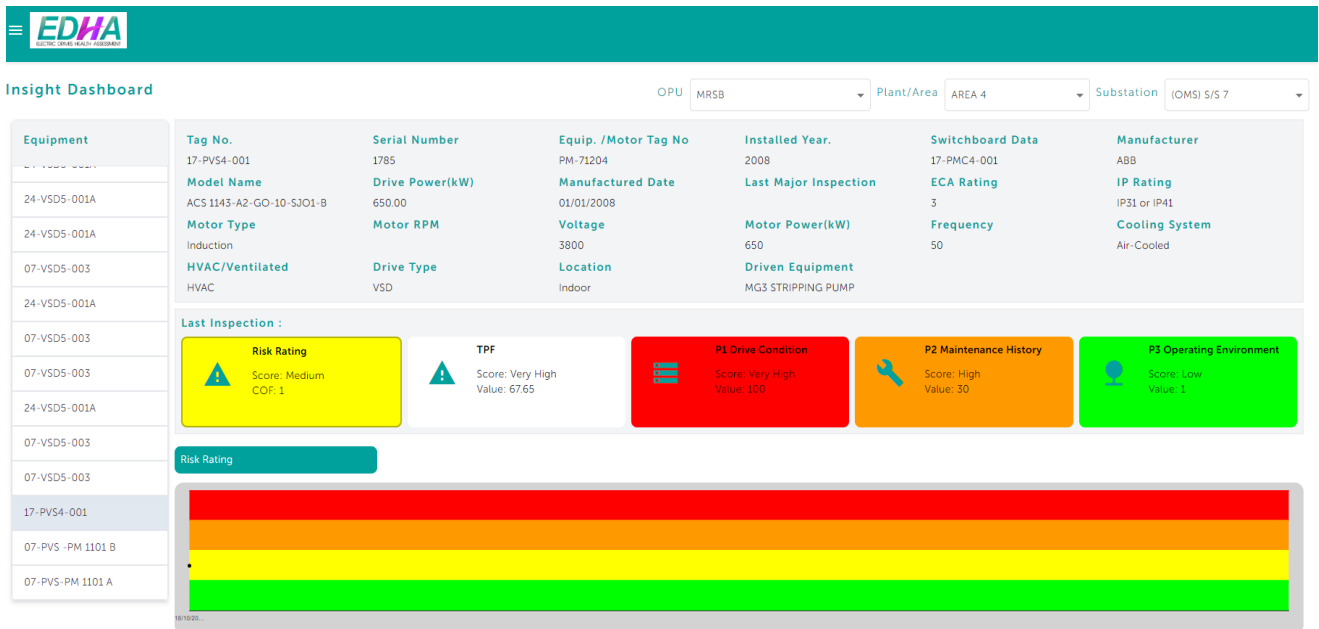 EDHA
ELECTRIC DRIVES HEALTH ASSESSMENT
Insight Dashboard
OPU MRSB Plant/Area AREA 4 Substation (OMS) S/S 7
Equipment
24-VSD5-001A
24-VSD5-001A
07-VSD5-003
24-VSD5-001A
07-VSD5-003
07-VSD5-003
24-VSD5-001A
07-VSD5-003
07-VSD5-003
17-PVS4-001
07-PVS -PM 1101 B
07-PVS-PM 1101 A
Tag No. Serial Number Equip. /Motor Tag No Installed Year. Switchboard Data Manufacturer
17-PVS4-001 1785 PM-71204 2008 17-PMC4-001 ABB
Model Name Drive Power(kW) Manufactured Date Last Major Inspection ECA Rating IP Rating
ACS 1143-A2-GO-10-SJO1-B 650.00 01/01/2008 3 IP31 or IP41
Motor Type Motor RPM Voltage Motor Power(kW) Frequency Cooling System
Induction 3800 650 50 Air-Cooled
HVAC/Ventilated Drive Type Location Driven Equipment
HVAC VSD Indoor MG3 STRIPPING PUMP
Last Inspection :
Risk Rating
Score: Medium
COF: 1
TPF
Score: Very High
Value: 67.65
P1 Drive Condition
Score: Very High
Value: 100
P2 Maintenance History
Score: High
Value: 30
P3 Operating Environment
Score: Low
Value: 1
Risk Rating
18/10/20...